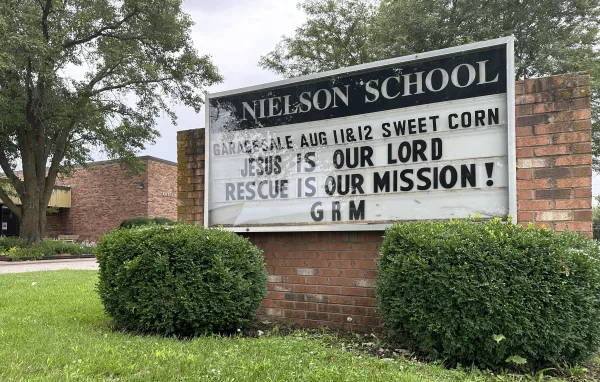 NIELSON SCHOOL
GARAGESALE AUG 11&12 SWEET CORN
JESUS IS OUR LORD
RESCUE IS OUR MISSION!
GRM